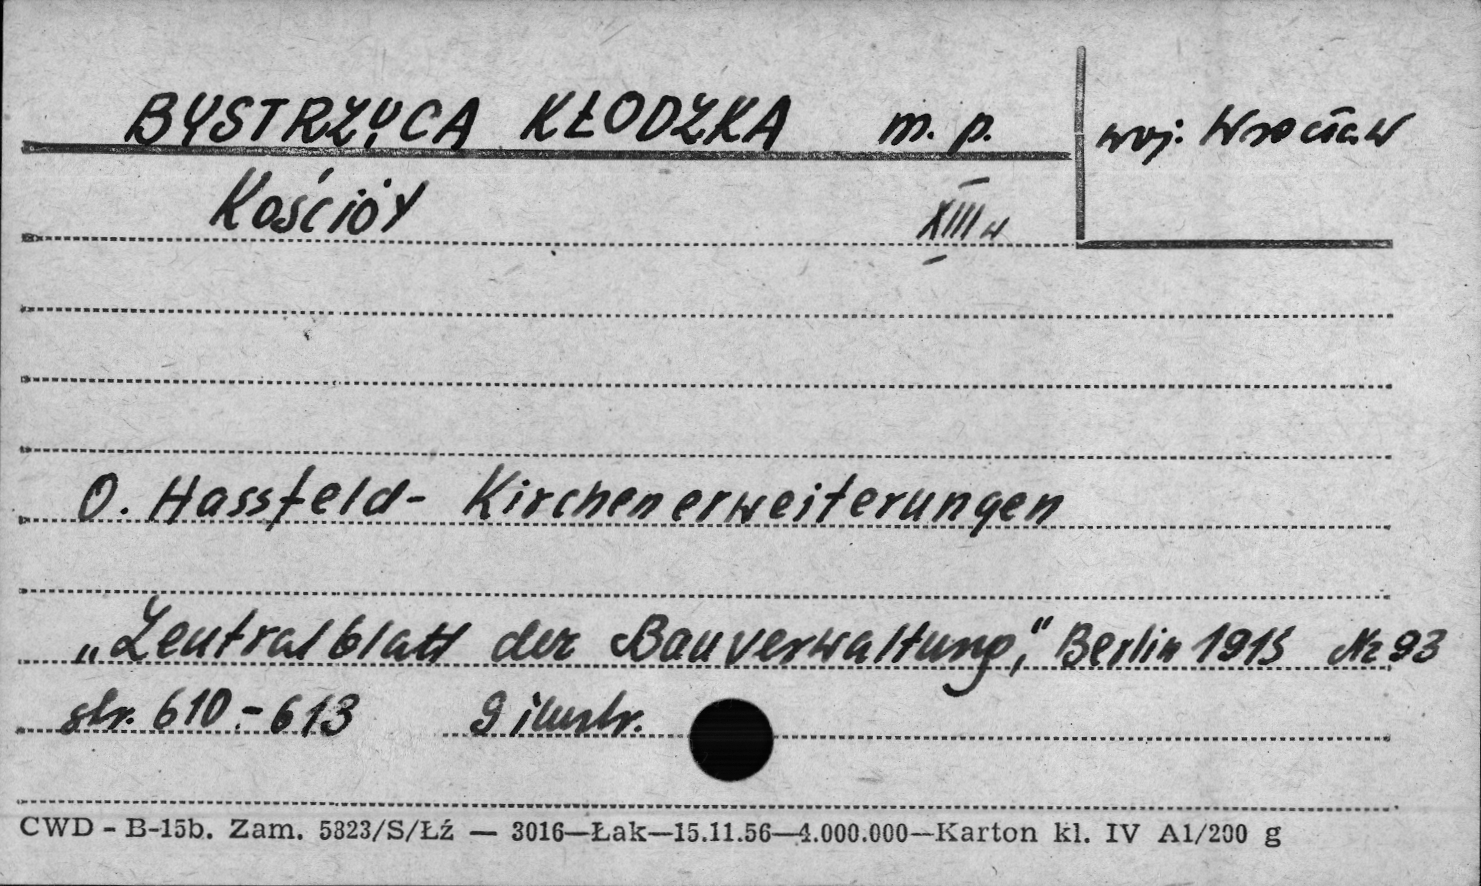 BYSTRZYCA KŁODZKA m. p. woj. Wrocław
Kościół XIII w
O. Hassfeld - Kirchenerweiterungen
„Zentralblatt der Bauverwaltung," Berlin 1915 Nr 93
str. 610.-613 9 ilustr.
CWD - B-15b. Zam. 5323/S/Łź — 3016—Łak—15.11.56—4.000.000—Karton kl. IV A1/200 g